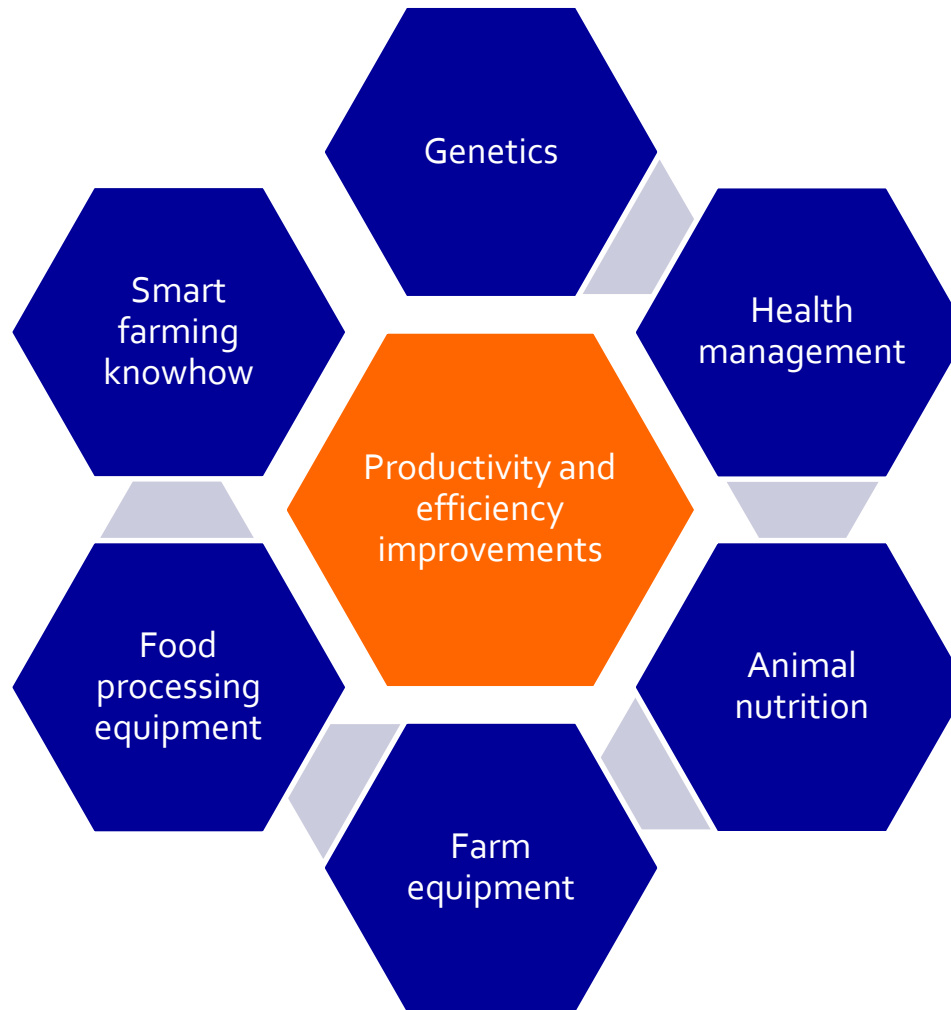 Genetics
Health
management
Animal
nutrition
Farm
equipment
Food
processing
equipment
Smart
farming
knowhow
Productivity and
efficiency
improvements